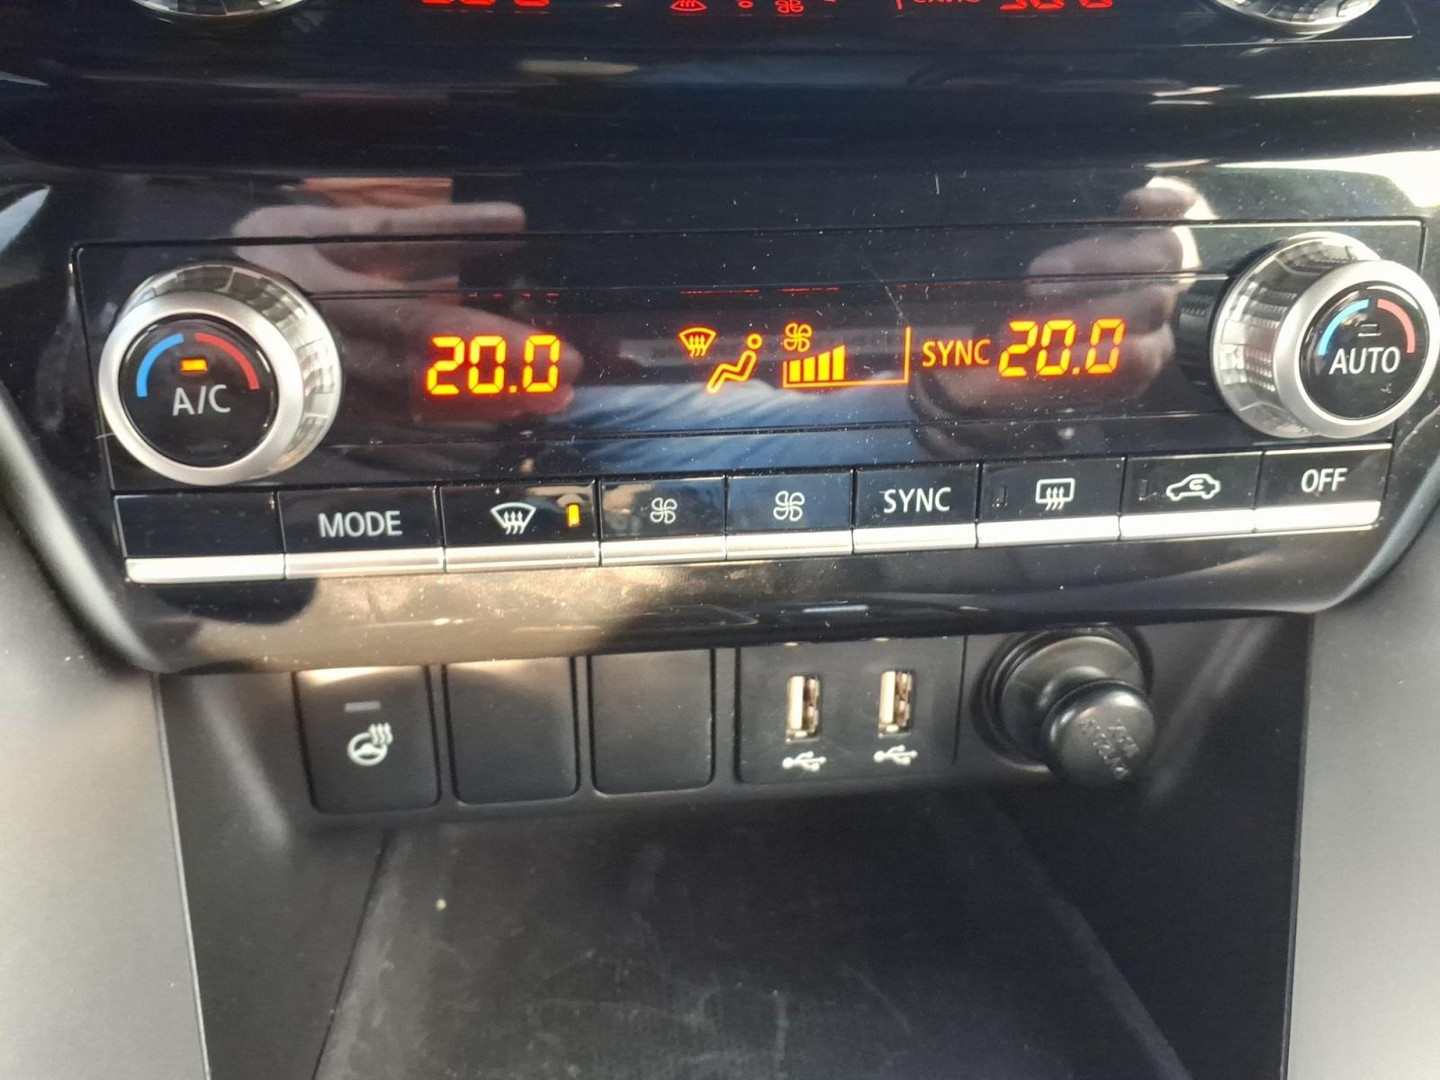 20.0
SYNC 20.0
A/C
AUTO
MODE
SYNC
OFF